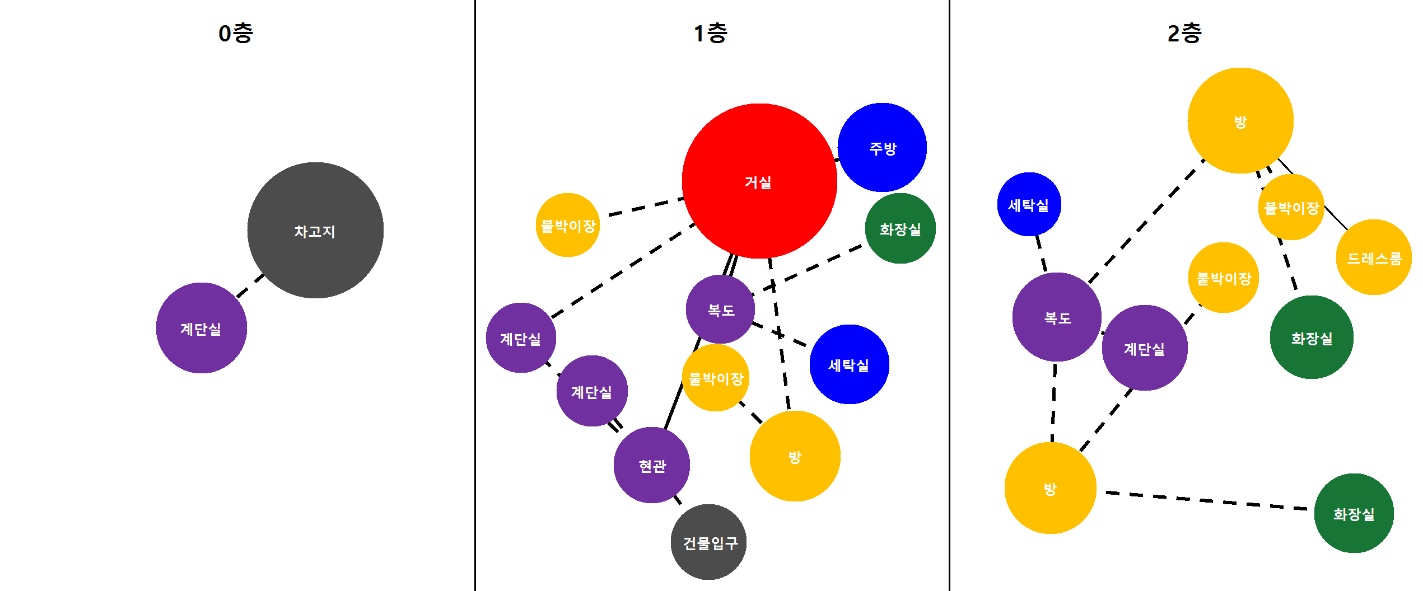 0층
차고지
계단실
1층
거실
주방
붙박이장
화장실
복도
계단실
세탁실
붙박이장
계단실
방
현관
건물입구
2층
방
세탁실
붙박이장
드레스룸
붙박이장
복도
계단실
화장실
방
화장실